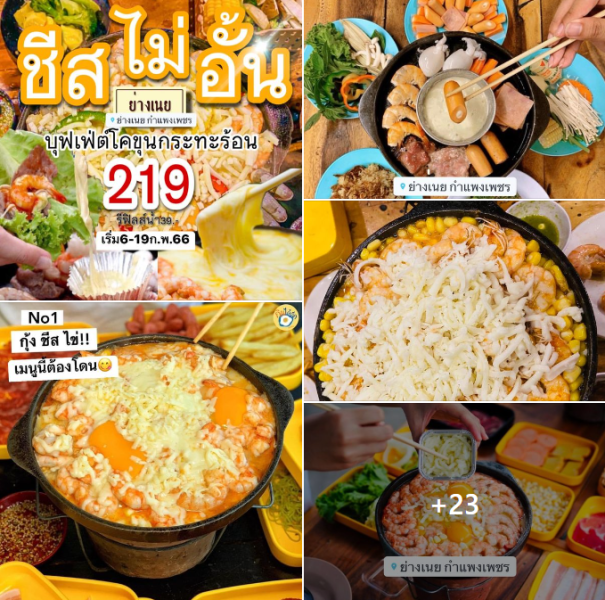 ชีสไม่อั้น
ย่างเนย
ย่างเนย กำแพงเพชร
บุฟเฟ่ต์โคขุนกระทะร้อน
219
รีฟิลส์น้ำ39.-
เริ่ม6-19ก.พ.66
ย่างเนย กำแพงเพชร
No1
กุ้ง ชีส ไข่!!
เมนูนี้ต้องโดน😋
+23
ย่างเนย กำแพงเพชร